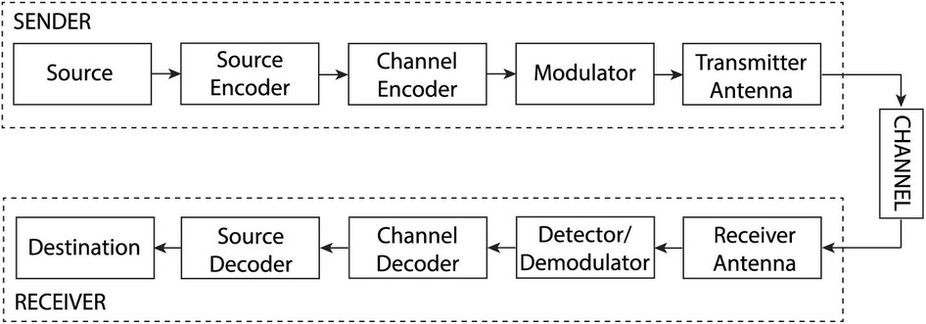 SENDER
Source
Source
Encoder
Channel
Encoder
Modulator
Transmitter
Antenna
CHANNEL
Destination
Source
Decoder
Channel
Decoder
Detector/
Demodulator
Receiver
Antenna
RECEIVER